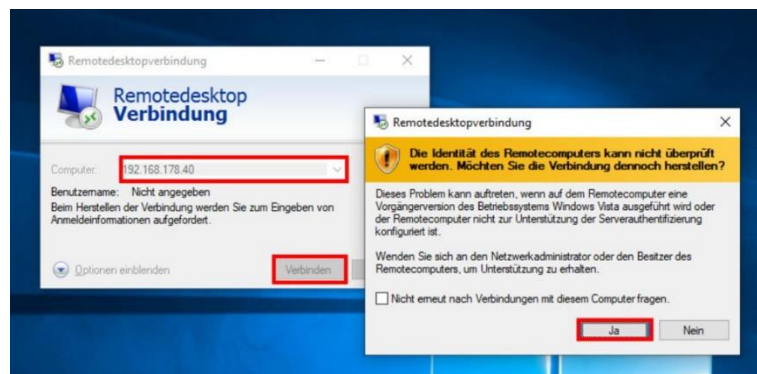 Remotedesktopverbindung
Remotedesktop
Verbindung
Computer:
192.168.178.40
Benutzername: Nicht angegeben
Beim Herstellen der Verbindung werden Sie zum Eingeben von
Anmeldeinformationen aufgefordert.
Optionen einblenden
Verbinden
Remotedesktopverbindung
Die Identität des Remotecomputers kann nicht überprüft
werden. Möchten Sie die Verbindung dennoch herstellen?
Dieses Problem kann auftreten, wenn auf dem Remotecomputer eine
Vorgängerversion des Betriebssystems Windows Vista ausgeführt wird oder
der Remotecomputer nicht zur Unterstützung der Serverauthentifizierung
konfiguriert ist.
Wenden Sie sich an den Netzwerkadministrator oder den Besitzer des
Remotecomputers, um Unterstützung zu erhalten.
Nicht erneut nach Verbindungen mit diesem Computer fragen.
Ja
Nein